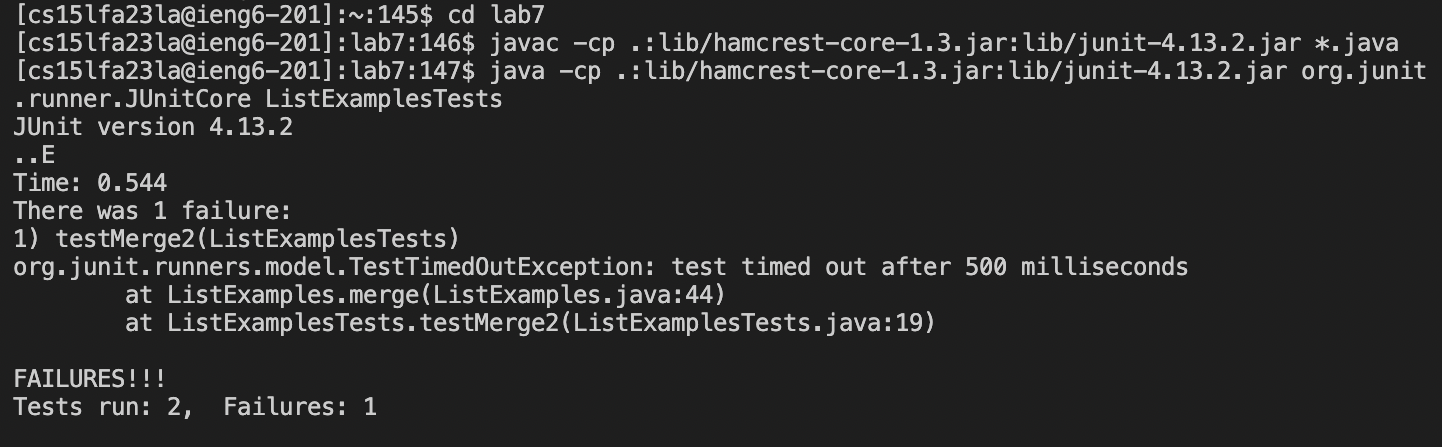 [cs15lfa23la@ieng6-201]:~:145$ cd lab7
[cs15lfa23la@ieng6-201]:lab7:146$ javac -cp .:lib/hamcrest-core-1.3.jar:lib/junit-4.13.2.jar *.java
[cs15lfa23la@ieng6-201]:lab7:147$ java -cp .:lib/hamcrest-core-1.3.jar:lib/junit-4.13.2.jar org.junit
.runner.JUnitCore ListExamplesTests
JUnit version 4.13.2
..E
Time: 0.544
There was 1 failure:
1) testMerge2(ListExamplesTests)
org.junit.runners.model.TestTimedOutException: test timed out after 500 milliseconds
        at ListExamples.merge(ListExamples.java:44)
        at ListExamplesTests.testMerge2(ListExamplesTests.java:19)

FAILURES!!!
Tests run: 2,  Failures: 1